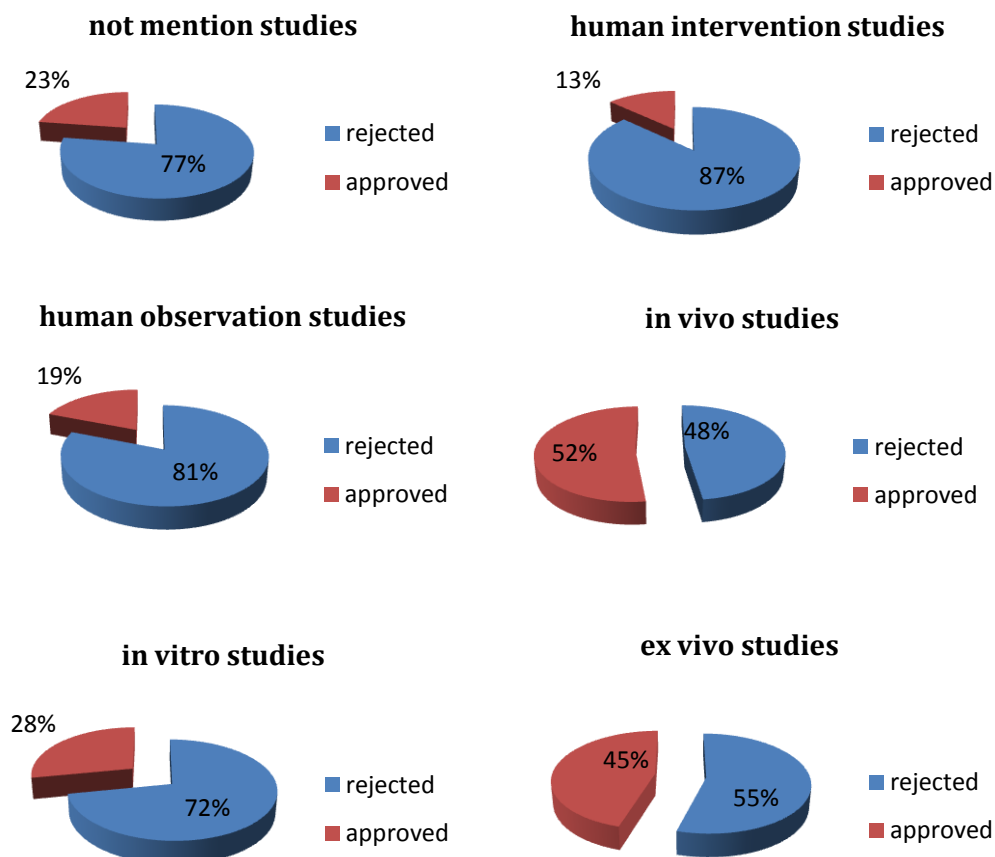 not mention studies
23%
77%
rejected
approved
human intervention studies
13%
87%
rejected
approved
human observation studies
19%
81%
rejected
approved
in vivo studies
52%
48%
rejected
approved
in vitro studies
28%
72%
rejected
approved
ex vivo studies
45%
55%
rejected
approved